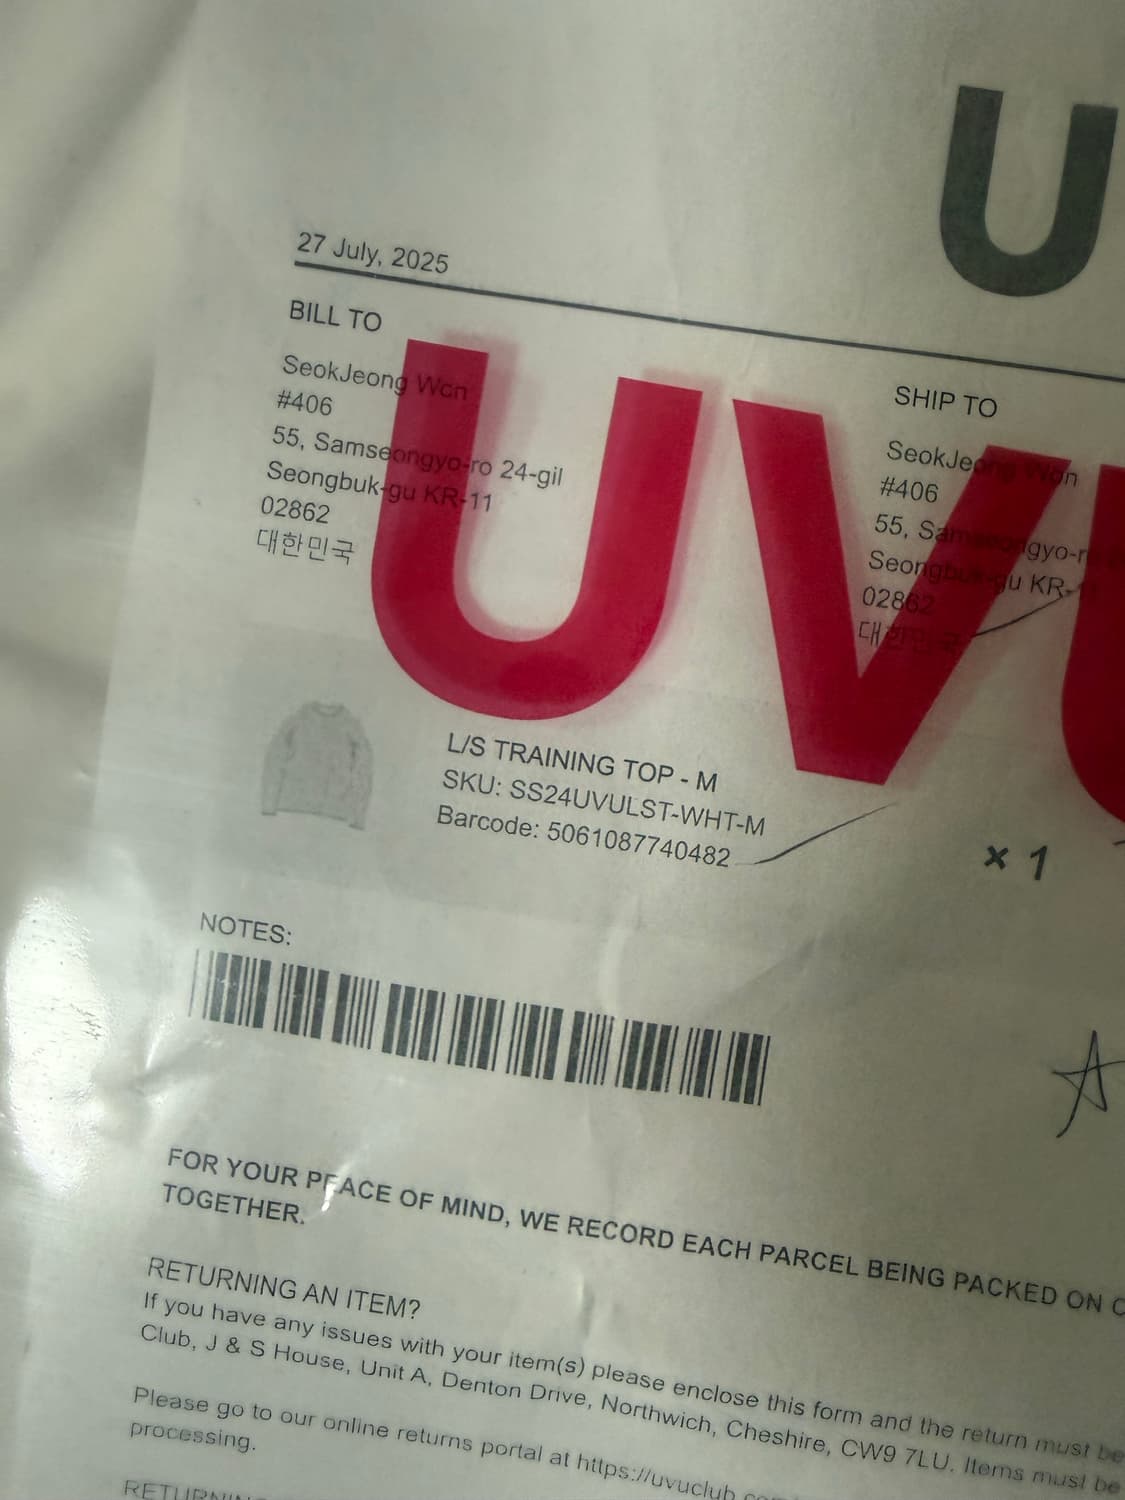 U
27 July, 2025
BILL TO
SeokJeong Won
#406
55, Samseongyo-ro 24-gil
Seongbuk-gu KR-11
02862
대한민국
SHIP TO
SeokJeong Won
#406
55, Samseongyo-ro
Seongbuk-gu KR-11
02862
대한민국
UVU
L/S TRAINING TOP - M
SKU: SS24UVULST-WHT-M
Barcode: 5061087740482
× 1
NOTES:
FOR YOUR PEACE OF MIND, WE RECORD EACH PARCEL BEING PACKED ON
TOGETHER.
RETURNING AN ITEM?
If you have any issues with your item(s) please enclose this form and the return must be
Club, J & S House, Unit A, Denton Drive, Northwich, Cheshire, CW9 7LU. Items must be
Please go to our online returns portal at https://uvuclub
processing.